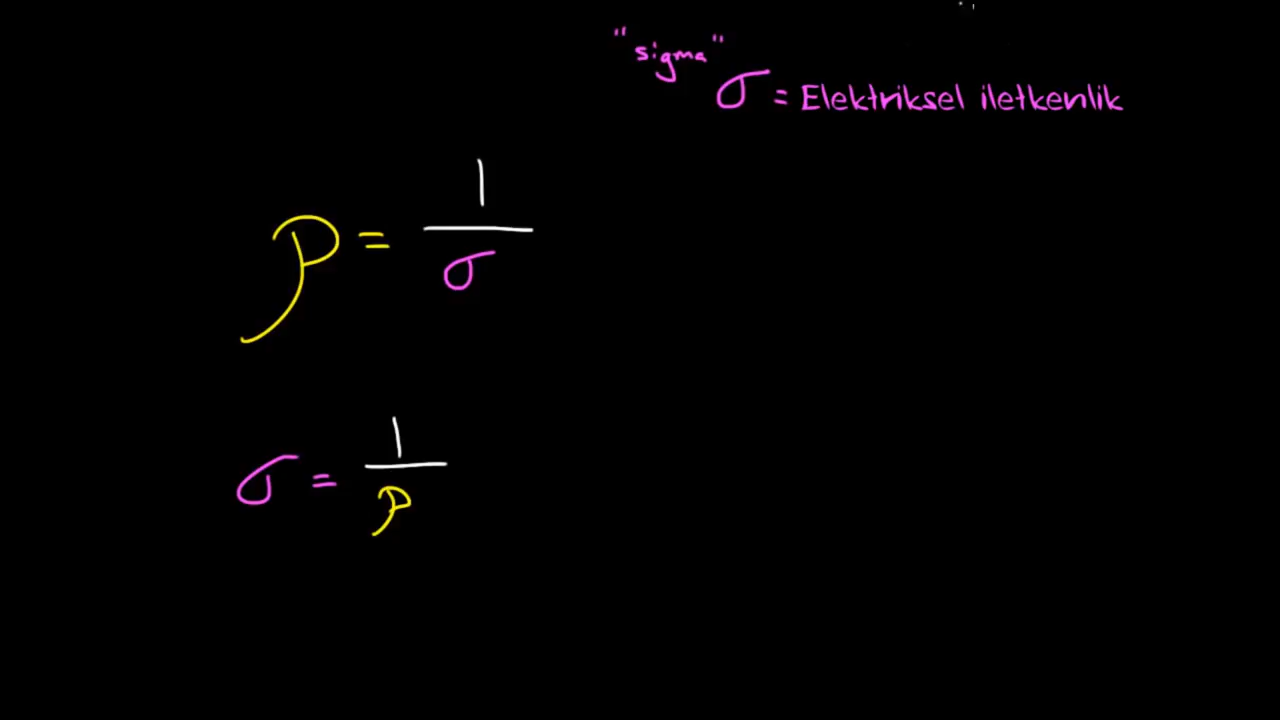 "sigma"
σ = Elektriksel iletkenlik
ρ = 1/σ
σ = 1/ρ